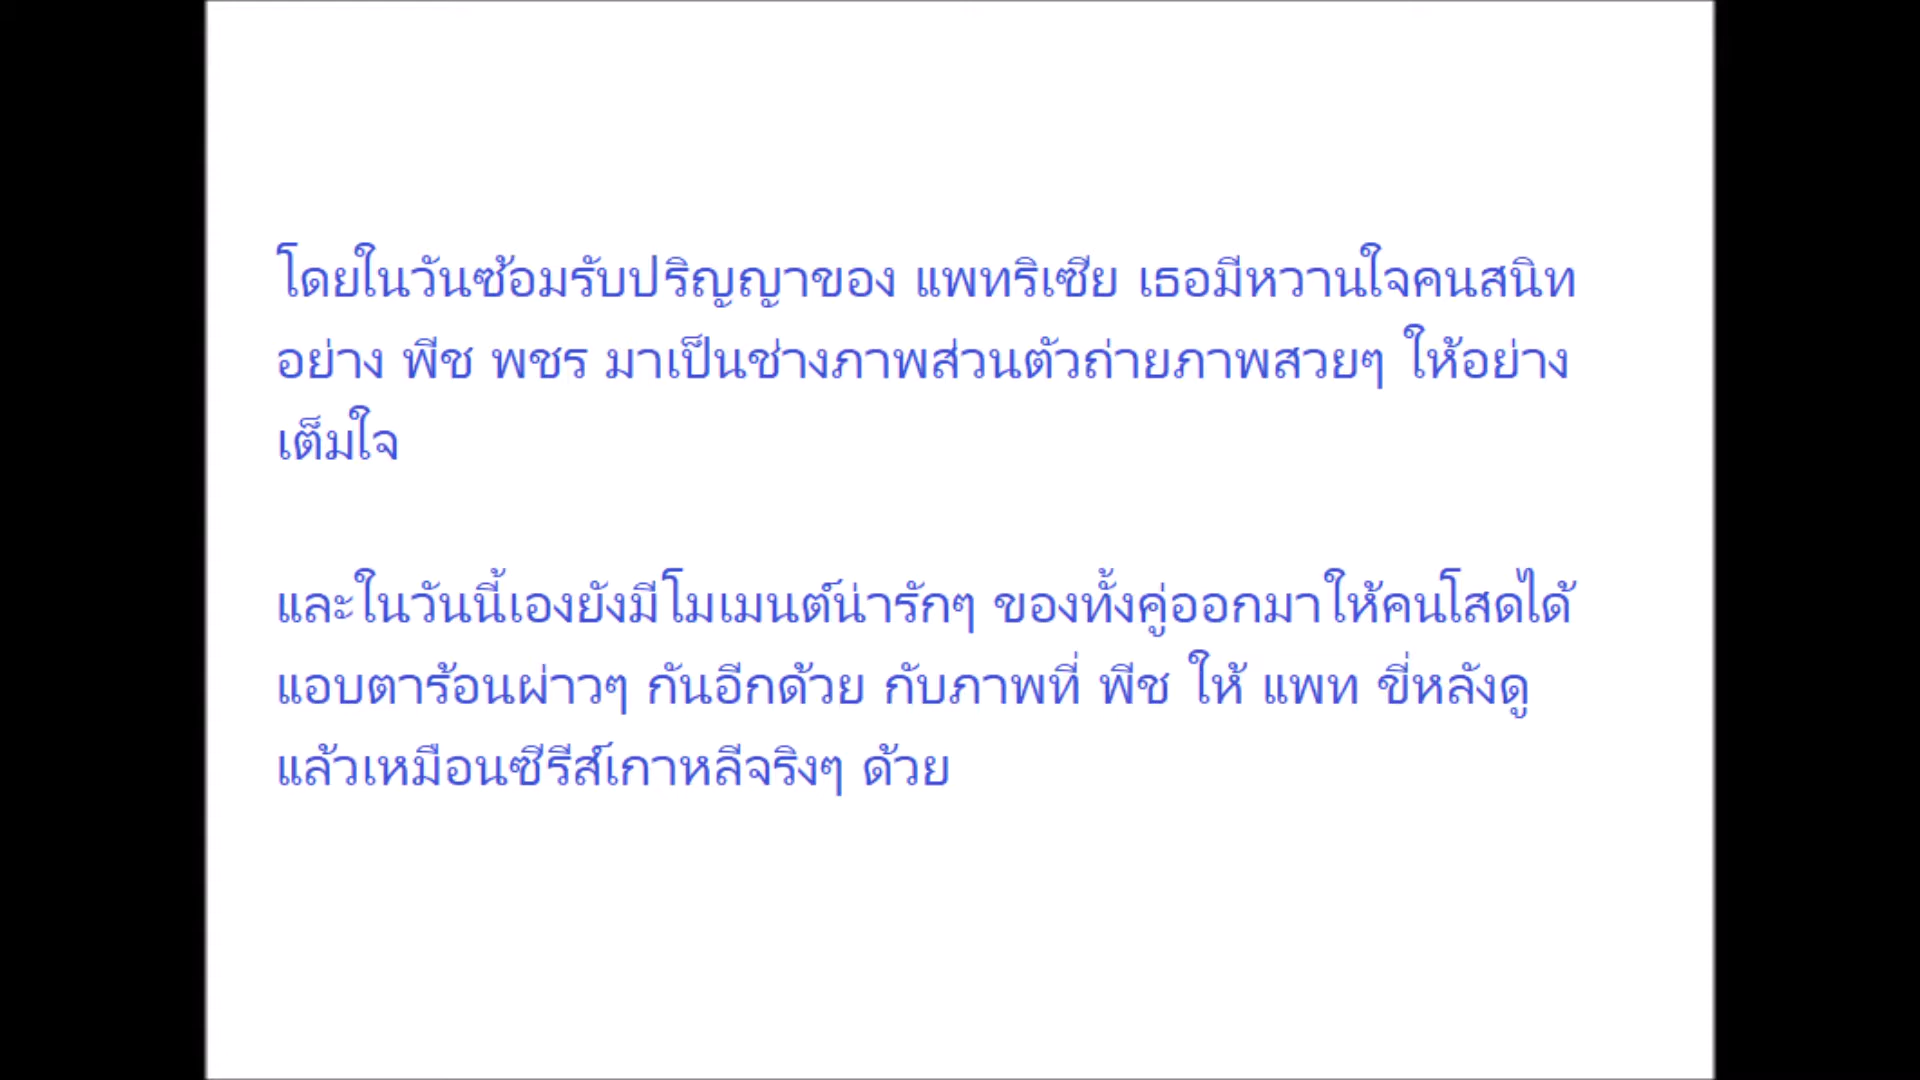 โดยในวันซ้อมรับปริญญาของ แพทริเซีย เธอมีหวานใจคนสนิท
อย่าง พีช พชร มาเป็นช่างภาพส่วนตัวถ่ายภาพสวยๆ ให้อย่าง
เต็มใจ
และในวันนี้เองยังมีโมเมนต์น่ารักๆ ของทั้งคู่ออกมาให้คนโสดได้
แอบตาร้อนผ่าวๆ กันอีกด้วย กับภาพที่ พีช ให้ แพท ขี่หลังดู
แล้วเหมือนซีรีส์เกาหลีจริงๆ ด้วย